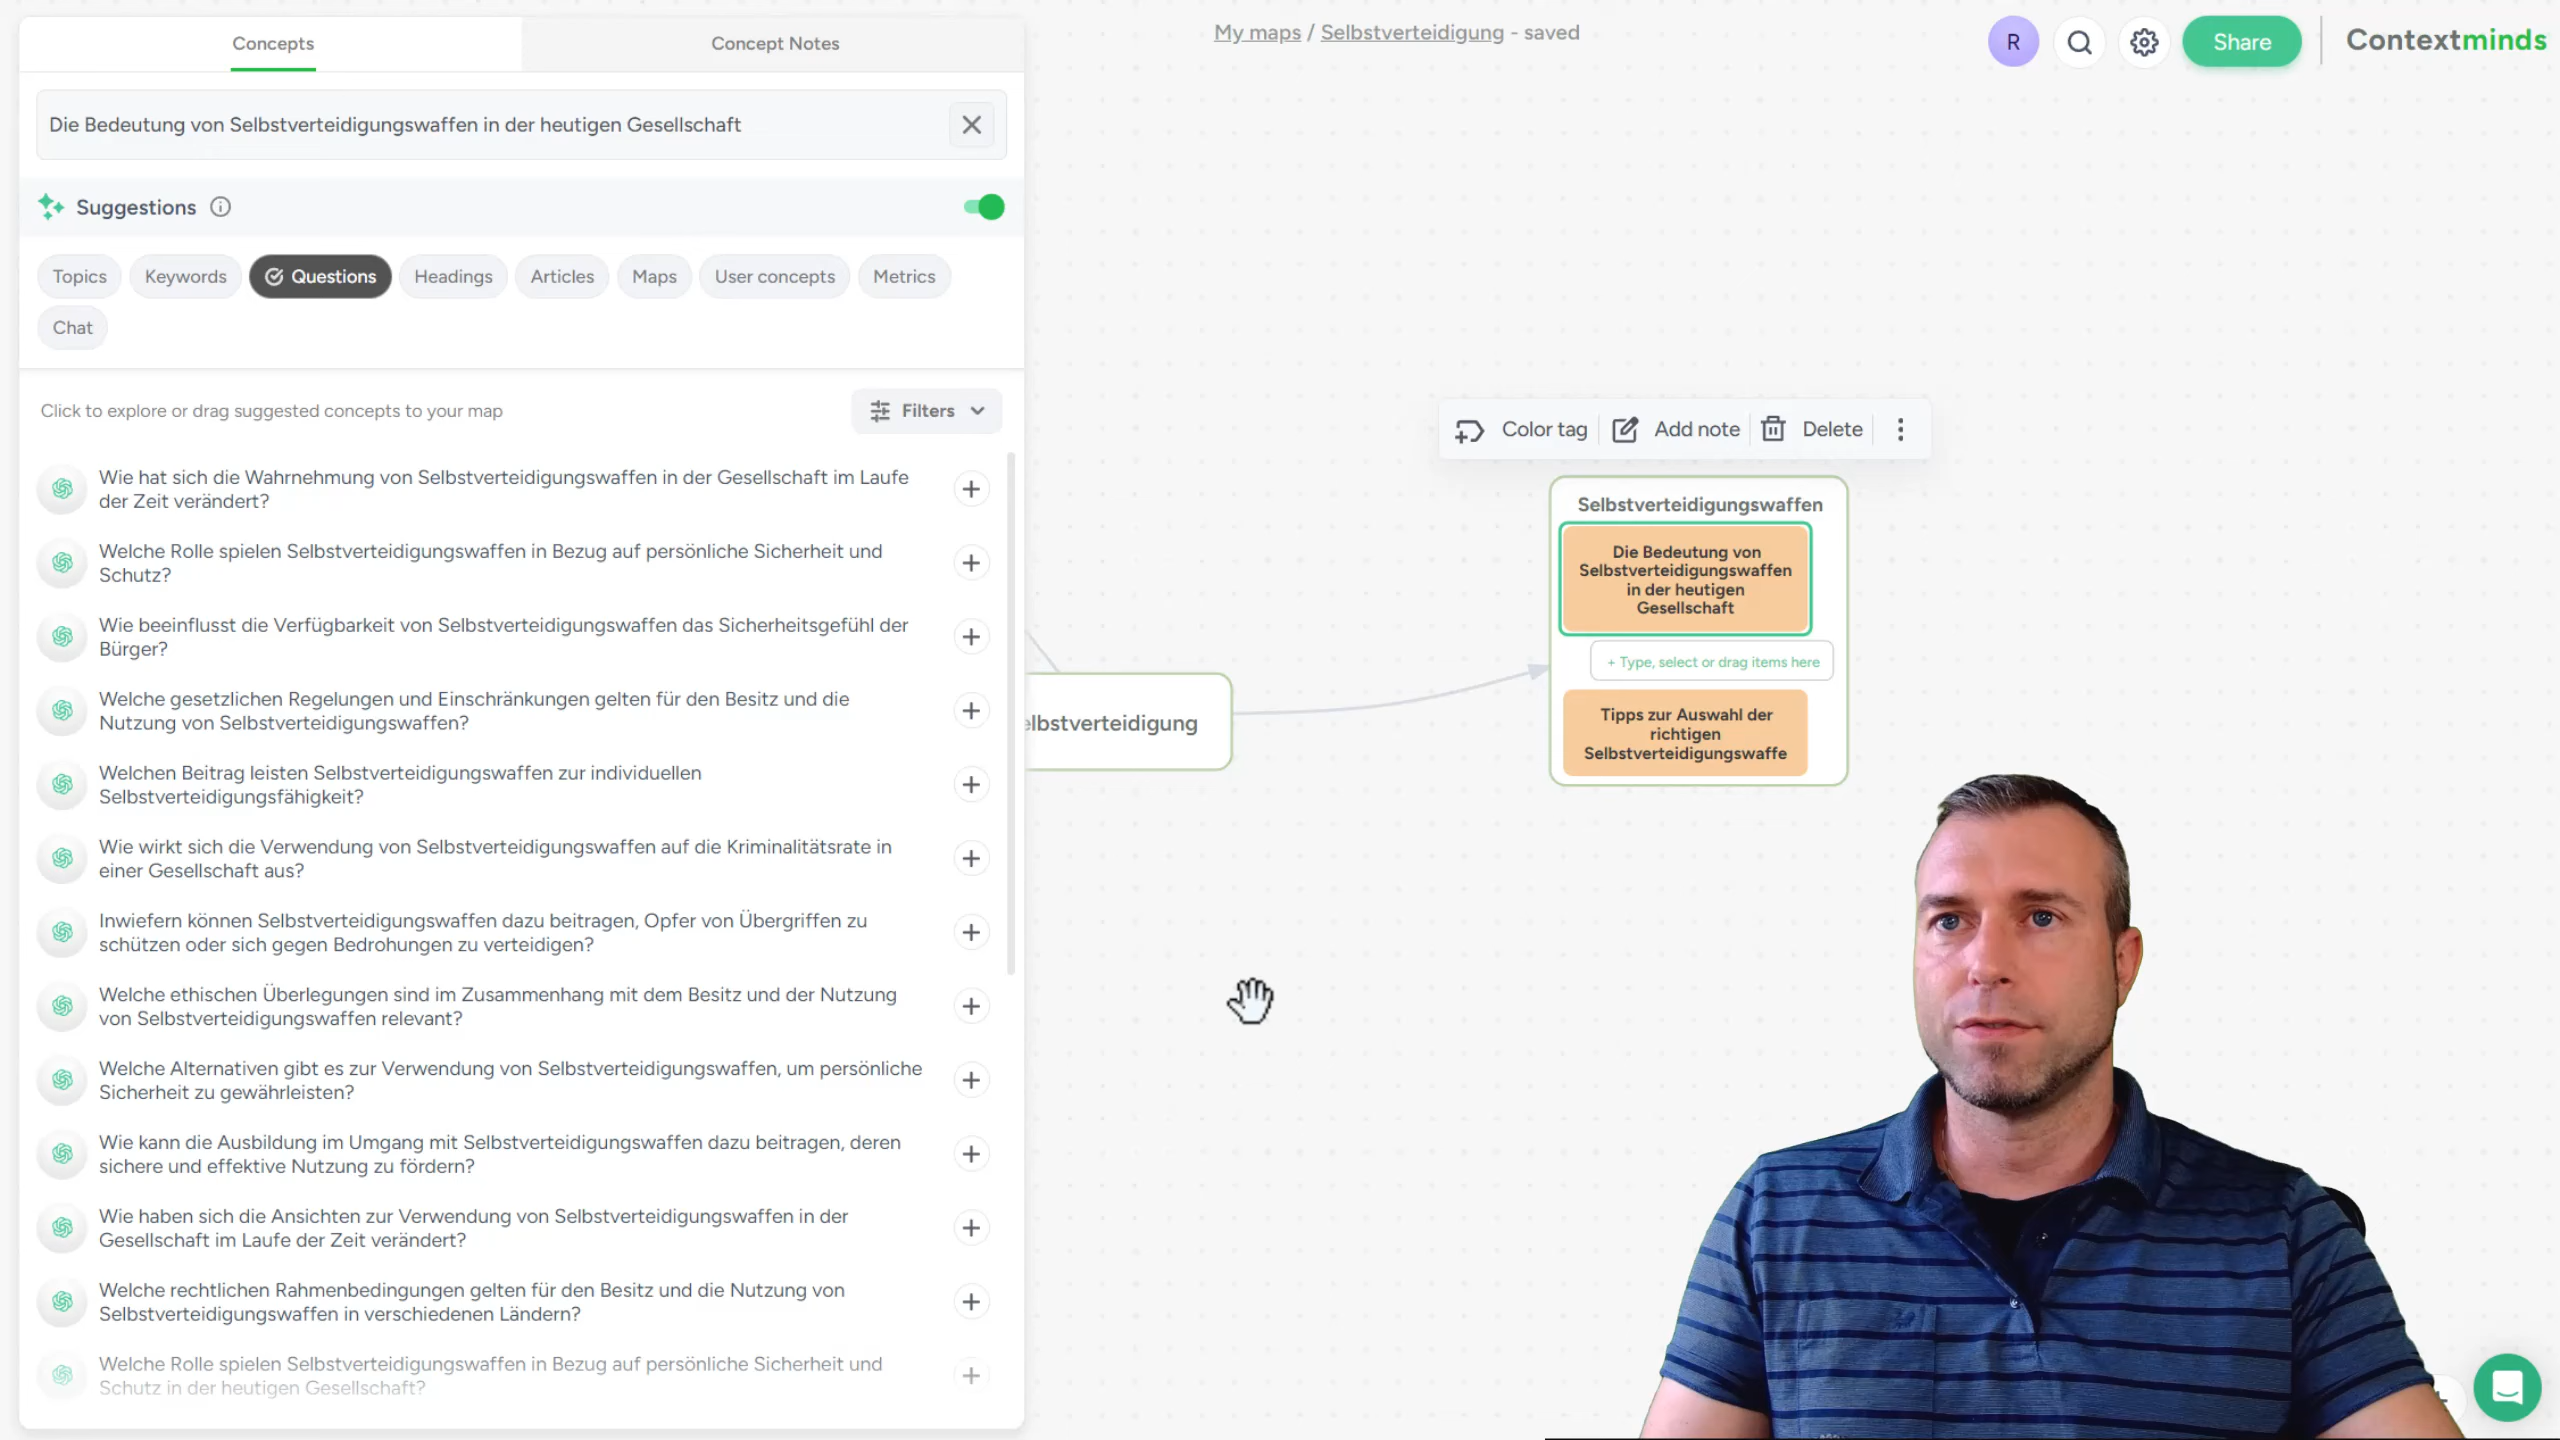 Concepts
Concept Notes
My maps / Selbstverteidigung - saved
R
Share
Contextminds
Die Bedeutung von Selbstverteidigungswaffen in der heutigen Gesellschaft
Suggestions
Topics
Keywords
Questions
Headings
Articles
Maps
User concepts
Metrics
Chat
Click to explore or drag suggested concepts to your map
Filters
Wie hat sich die Wahrnehmung von Selbstverteidigungswaffen in der Gesellschaft im Laufe
der Zeit verändert?
Welche Rolle spielen Selbstverteidigungswaffen in Bezug auf persönliche Sicherheit und
Schutz?
Wie beeinflusst die Verfügbarkeit von Selbstverteidigungswaffen das Sicherheitsgefühl der
Bürger?
Welche gesetzlichen Regelungen und Einschränkungen gelten für den Besitz und die
Nutzung von Selbstverteidigungswaffen?
Welchen Beitrag leisten Selbstverteidigungswaffen zur individuellen
Selbstverteidigungsfähigkeit?
Wie wirkt sich die Verwendung von Selbstverteidigungswaffen auf die Kriminalitätsrate in
einer Gesellschaft aus?
Inwiefern können Selbstverteidigungswaffen dazu beitragen, Opfer von Übergriffen zu
schützen oder sich gegen Bedrohungen zu verteidigen?
Welche ethischen Überlegungen sind im Zusammenhang mit dem Besitz und der Nutzung
von Selbstverteidigungswaffen relevant?
Welche Alternativen gibt es zur Verwendung von Selbstverteidigungswaffen, um persönliche
Sicherheit zu gewährleisten?
Wie kann die Ausbildung im Umgang mit Selbstverteidigungswaffen dazu beitragen, deren
sichere und effektive Nutzung zu fördern?
Wie haben sich die Ansichten zur Verwendung von Selbstverteidigungswaffen in der
Gesellschaft im Laufe der Zeit verändert?
Welche rechtlichen Rahmenbedingungen gelten für den Besitz und die Nutzung von
Selbstverteidigungswaffen in verschiedenen Ländern?
Welche Rolle spielen Selbstverteidigungswaffen in Bezug auf persönliche Sicherheit und
Schutz in der heutigen Gesellschaft?
Color tag
Add note
Delete
Selbstverteidigungswaffen
Die Bedeutung von
Selbstverteidigungswaffen
in der heutigen
Gesellschaft
+ Type, select or drag items here
Tipps zur Auswahl der
richtigen
Selbstverteidigungswaffe
elbstverteidigung